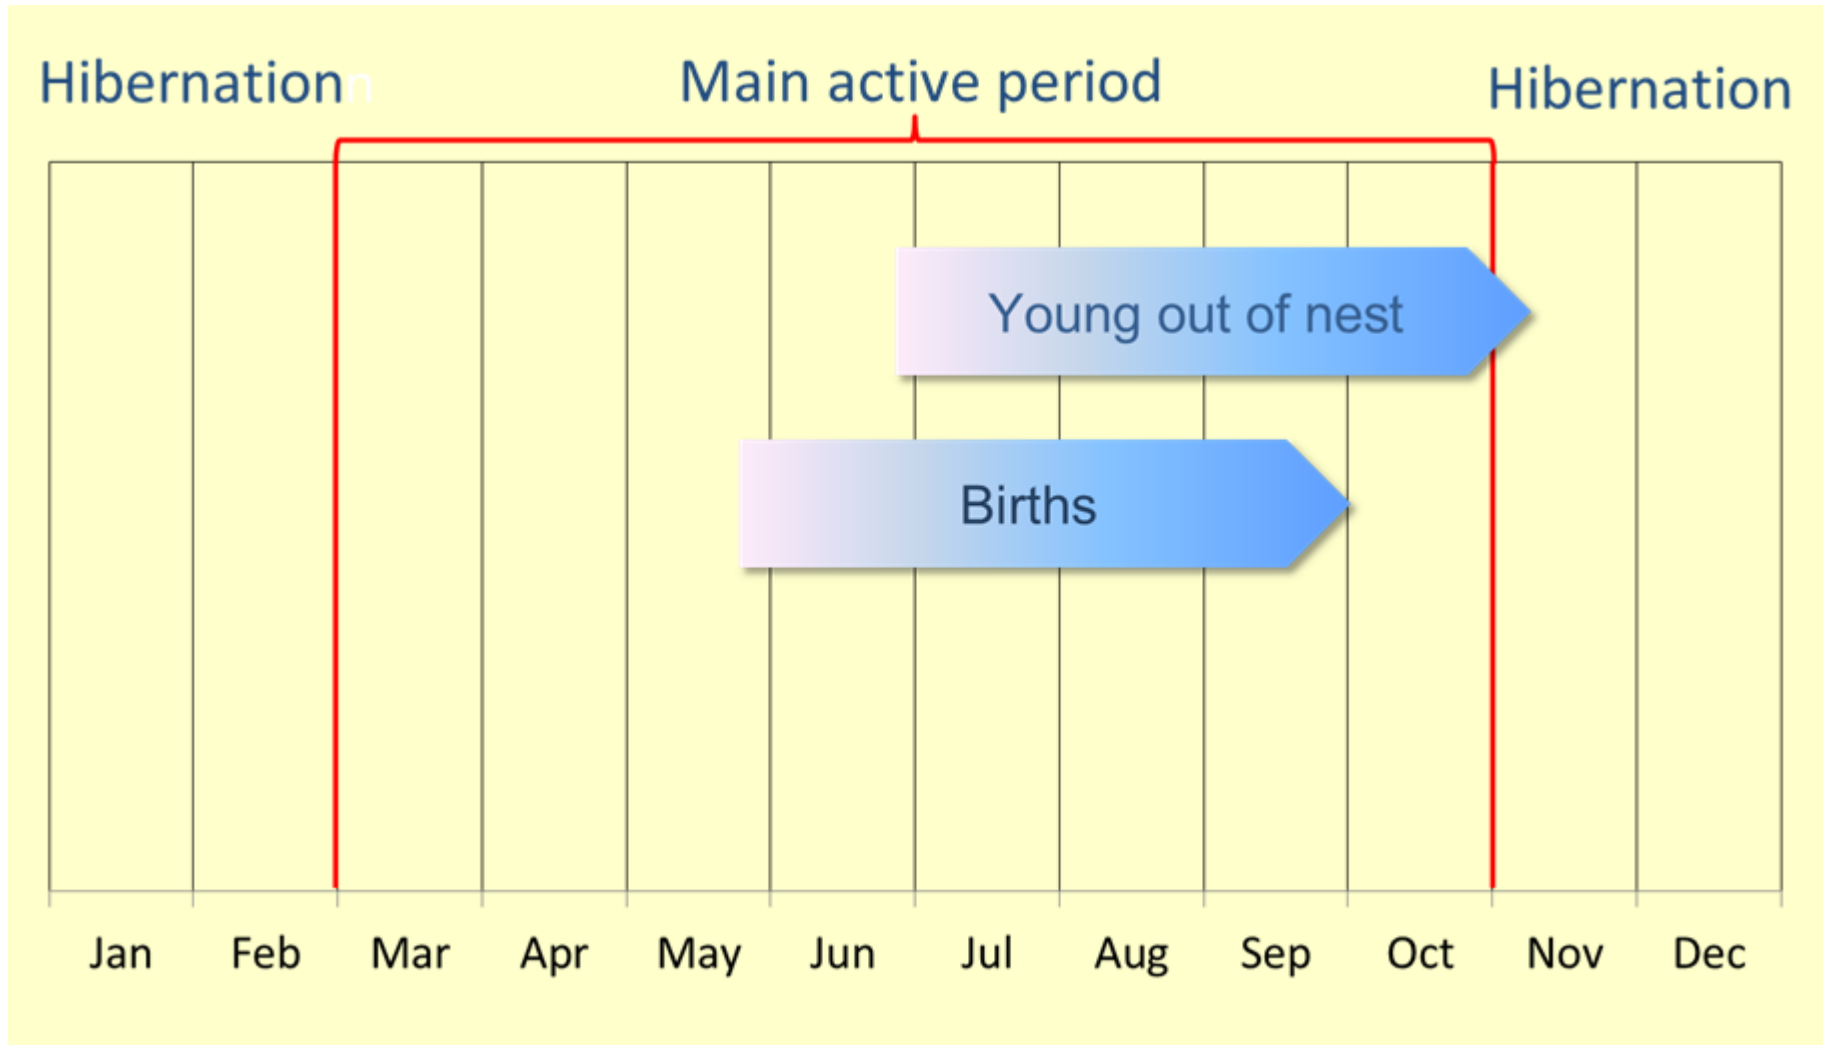 Hibernationn
Main active period
Hibernation
Young out of nest
Births
Jan Feb Mar Apr May Jun Jul Aug Sep Oct Nov Dec